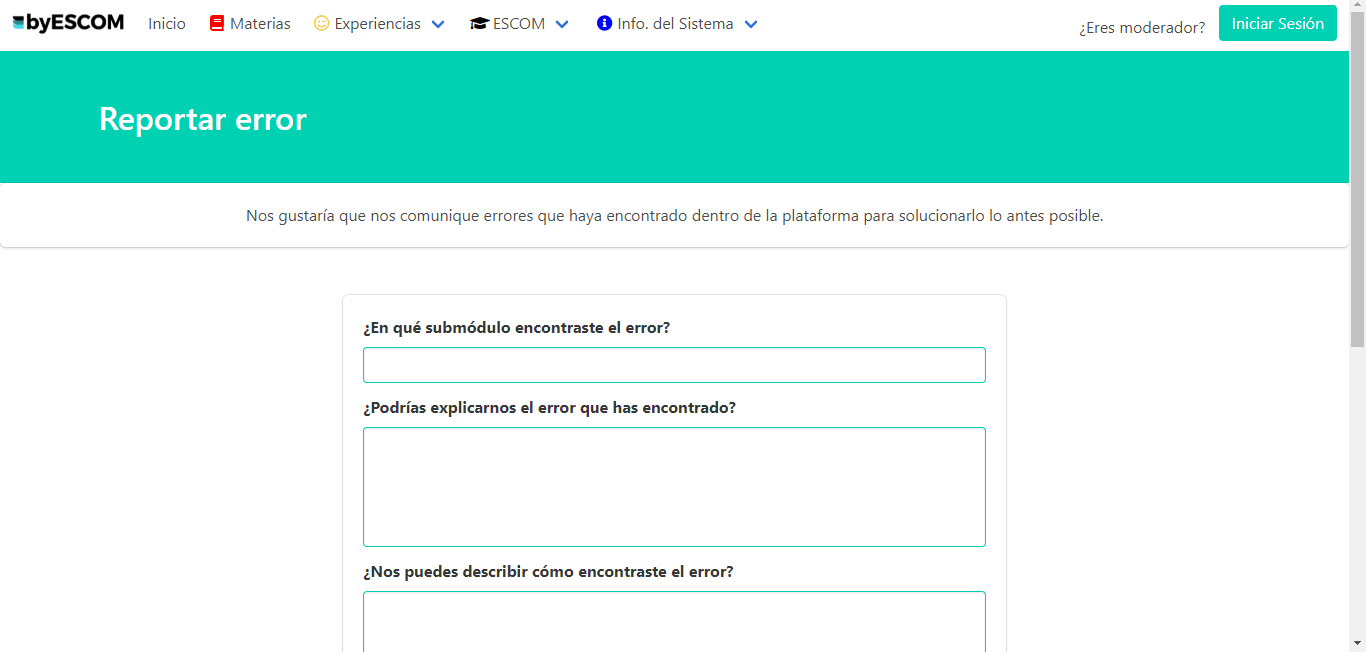 byESCOM Inicio Materias Experiencias ESCOM Info. del Sistema ¿Eres moderador? Iniciar Sesión
Reportar error
Nos gustaría que nos comunique errores que haya encontrado dentro de la plataforma para solucionarlo lo antes posible.
¿En qué submódulo encontraste el error?
¿Podrías explicarnos el error que has encontrado?
¿Nos puedes describir cómo encontraste el error?